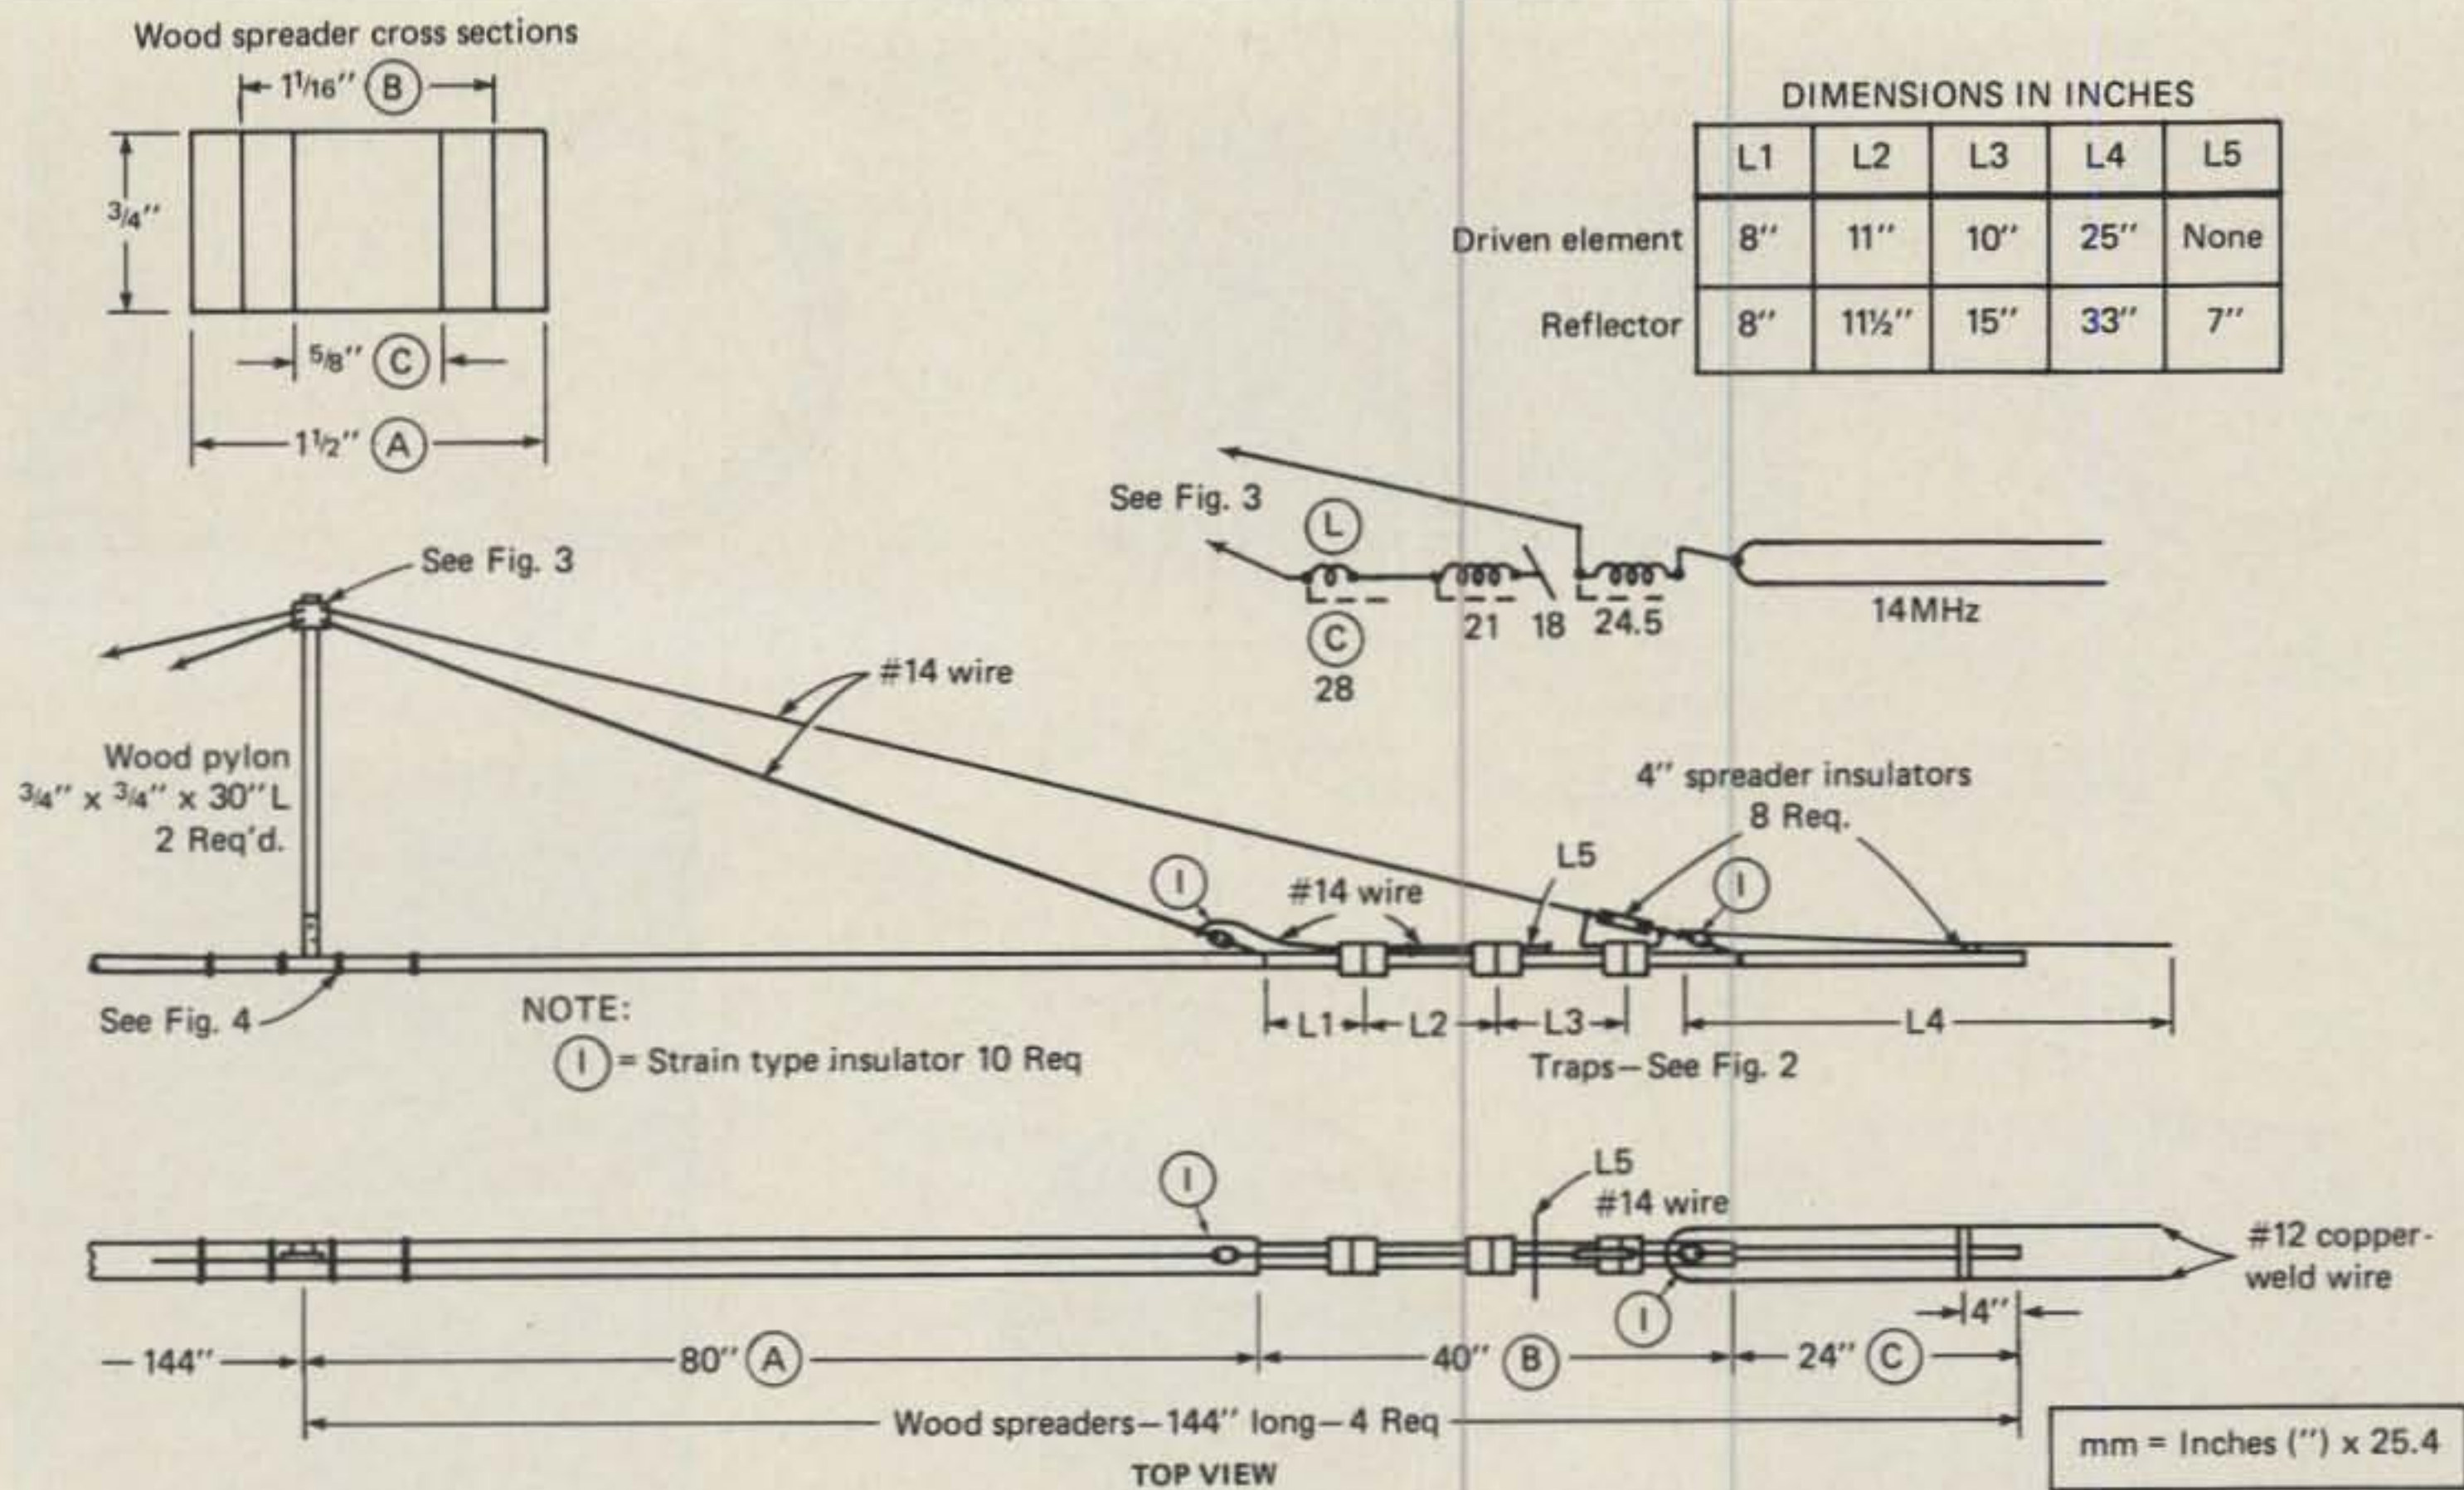 Wood spreader cross sections
1 1/16" B
3/4"
5/8" C
1 1/2" A
DIMENSIONS IN INCHES
L1 L2 L3 L4 L5
Driven element 8" 11" 10" 25" None
Reflector 8" 11½" 15" 33" 7"
See Fig. 3
L
C
28
21 18 24.5
14MHz
See Fig. 3
#14 wire
Wood pylon
3/4" x 3/4" x 30" L
2 Req'd.
4" spreader insulators
8 Req.
L5
I
#14 wire
I
See Fig. 4
NOTE:
I = Strain type insulator 10 Req
L1 L2 L3 L4
Traps—See Fig. 2
I
L5
#14 wire
#12 copper-
weld wire
I
4"
144" 80" A 40" B 24" C
Wood spreaders—144" long—4 Req
TOP VIEW
mm = Inches (") x 25.4